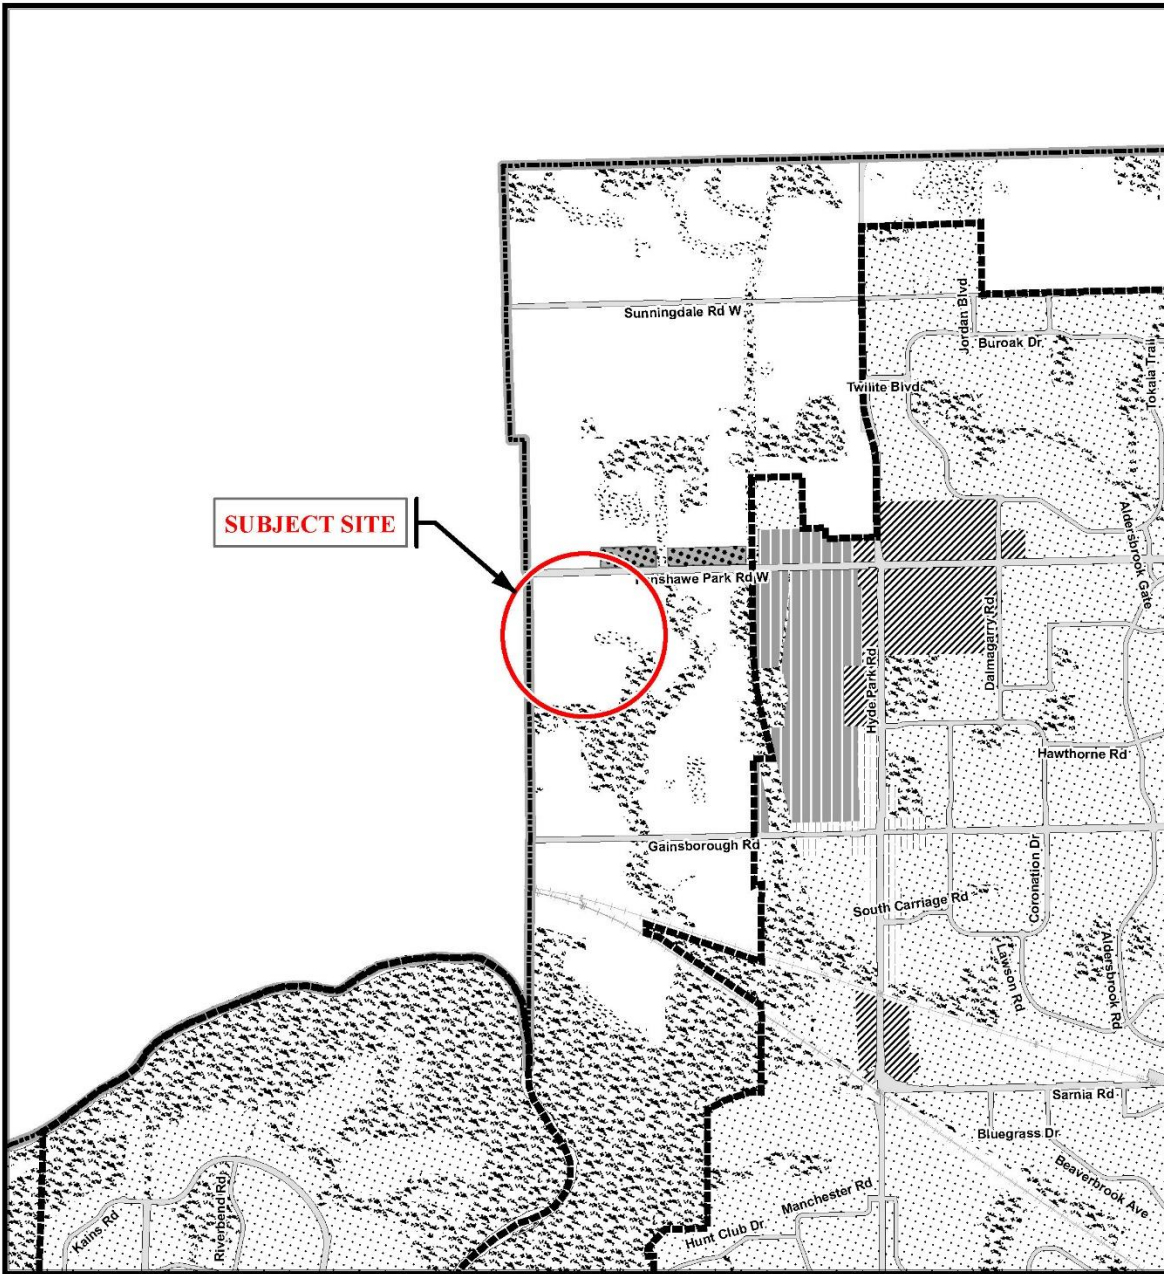 Sunningdale Rd W
Jordan Blvd
Buroak Dr
Tokala Trail
Twilite Blvd
SUBJECT SITE
Aldersbrook Gate
nshawe Park Rd W
Dalmagarry Rd
Hyde Park Rd
Hawthorne Rd
Gainsborough Rd
Coronation Dr
South Carriage Rd
Lawson Rd
Aldersbrook Rd
Sarnia Rd
Bluegrass Dr
Beaverbrook Ave
Manchester Rd
Hunt Club Dr
Riverbend Rd
Kains Rd